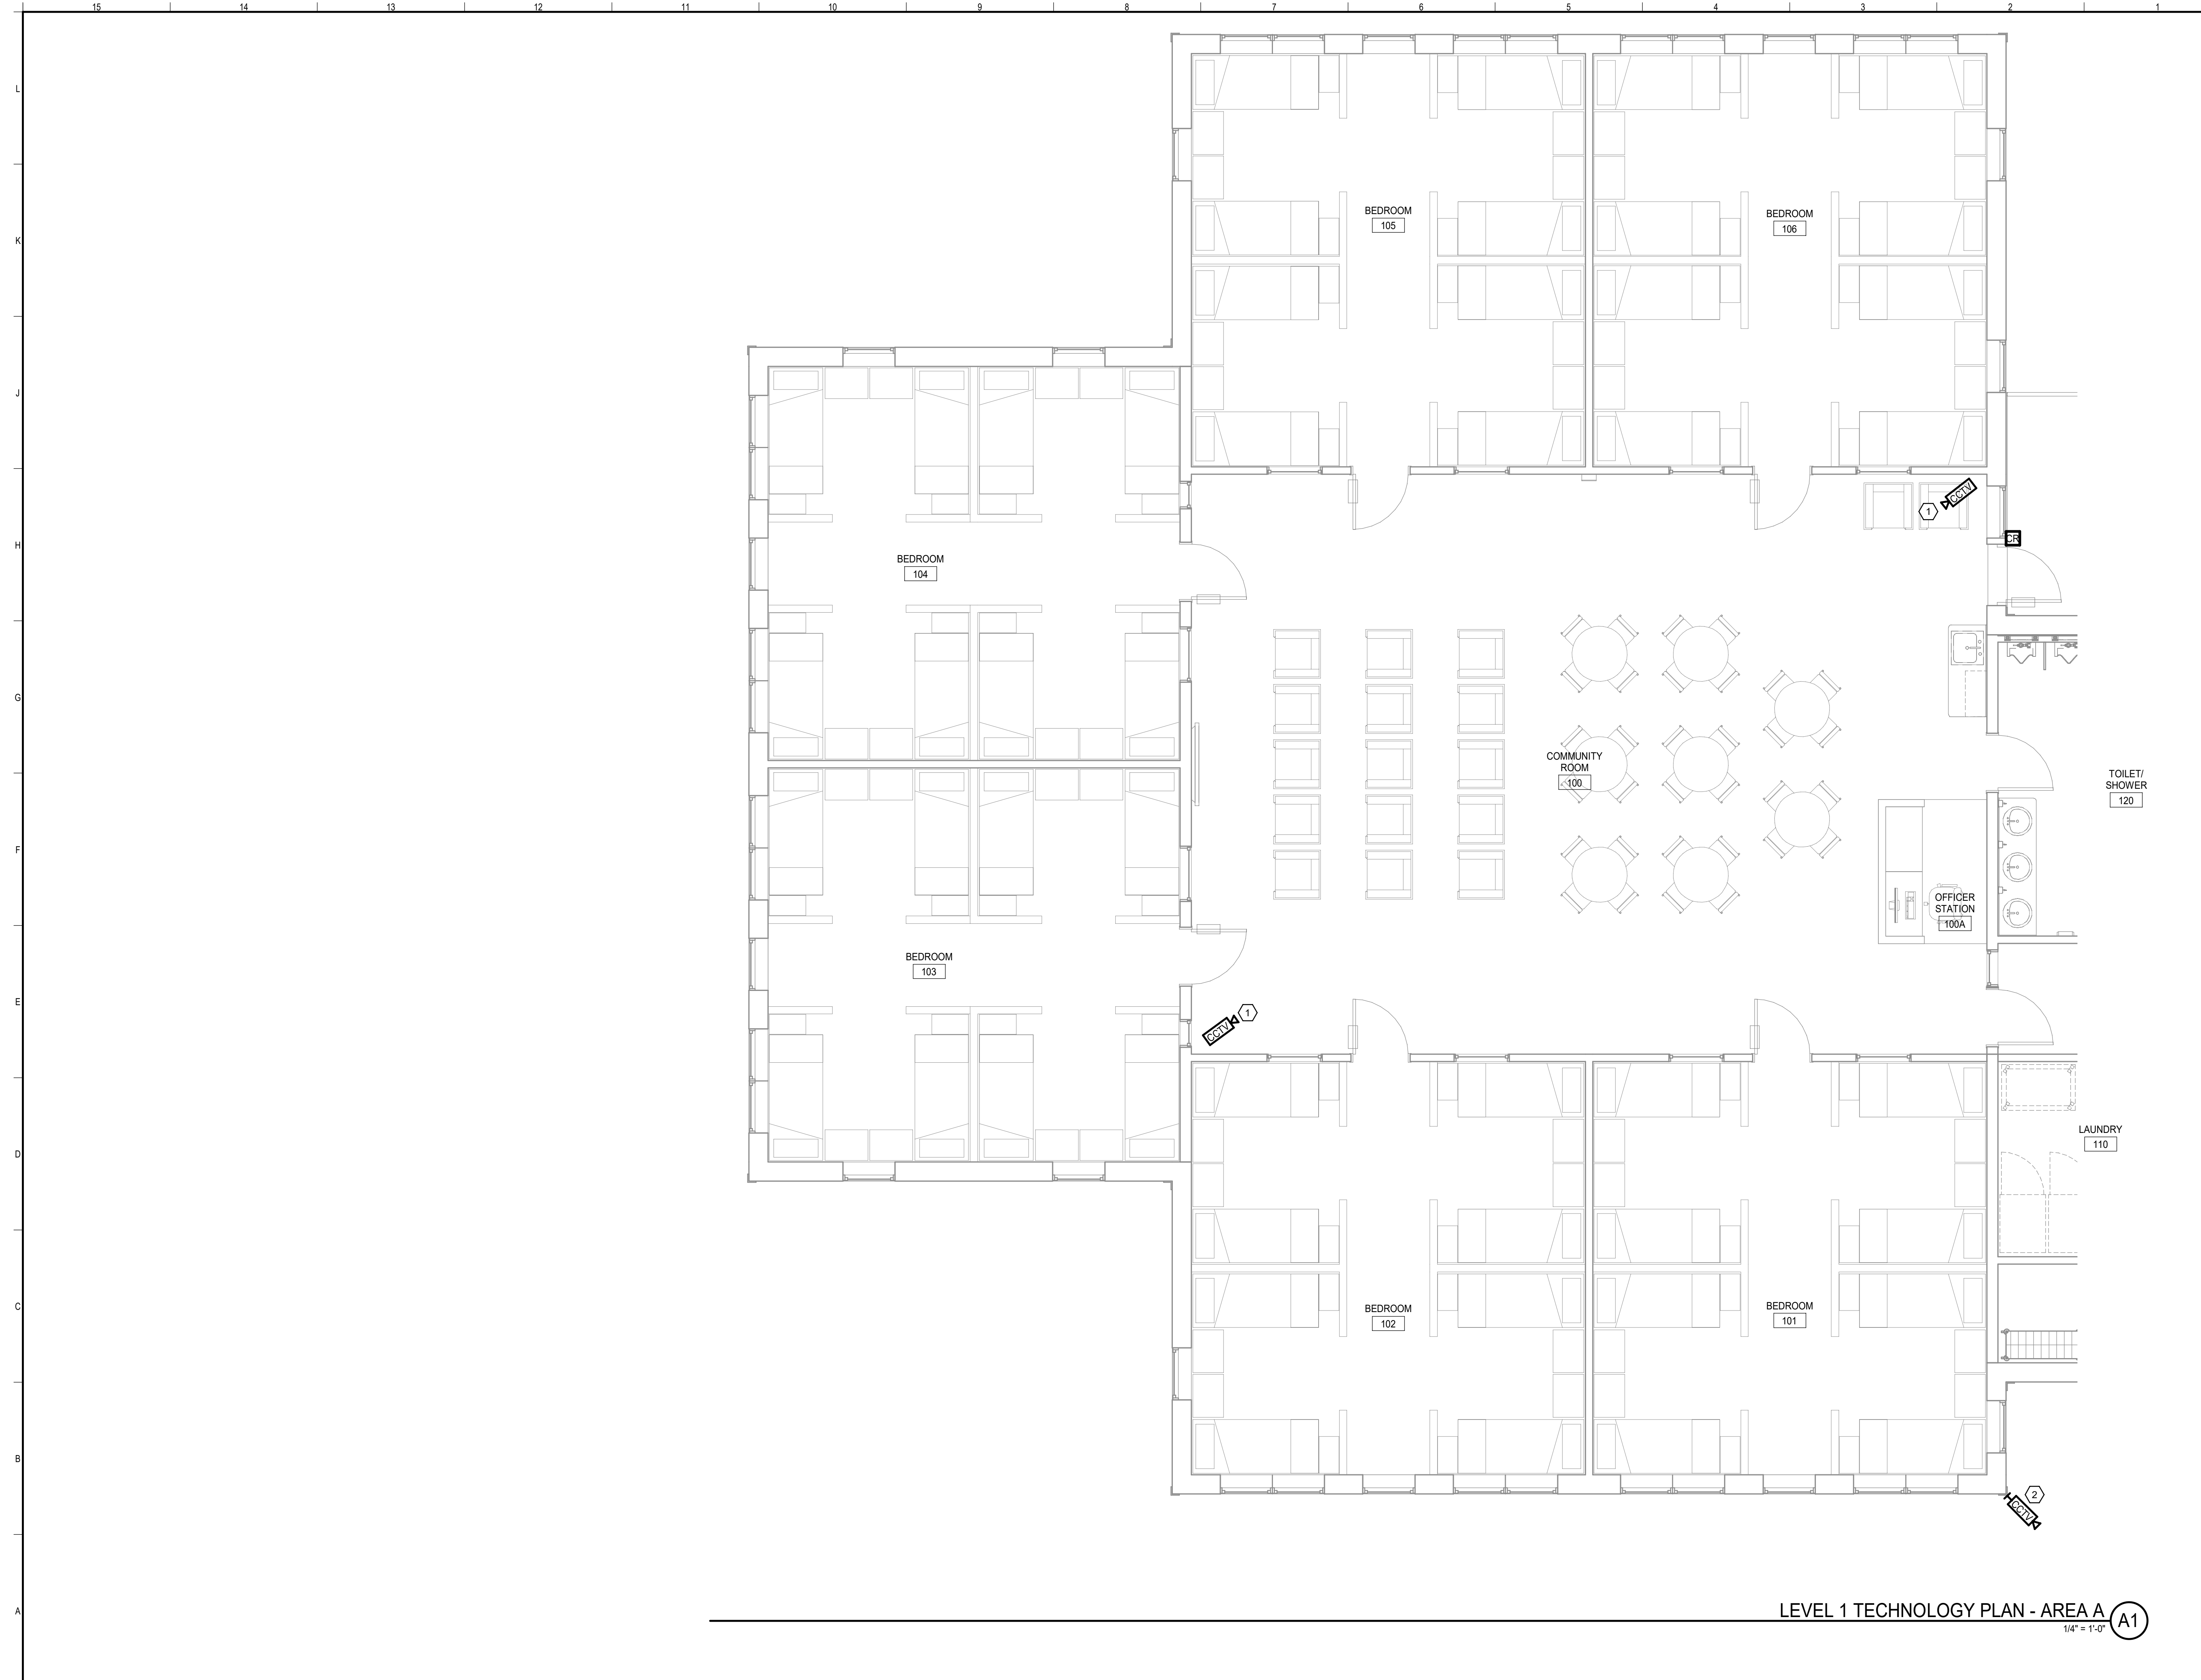 15 14 13 12 11 10 9 8 7 6 5 4 3 2 1
L
BEDROOM
105
BEDROOM
106
K
J
CCTV
1
CR
H
BEDROOM
104
G
COMMUNITY
ROOM
100
TOILET/
SHOWER
120
F
OFFICER
STATION
100A
BEDROOM
103
E
1
CCTV
LAUNDRY
110
D
C
BEDROOM
102
BEDROOM
101
B
2
CCTV
A
LEVEL 1 TECHNOLOGY PLAN - AREA A
A1
1/4" = 1'-0"